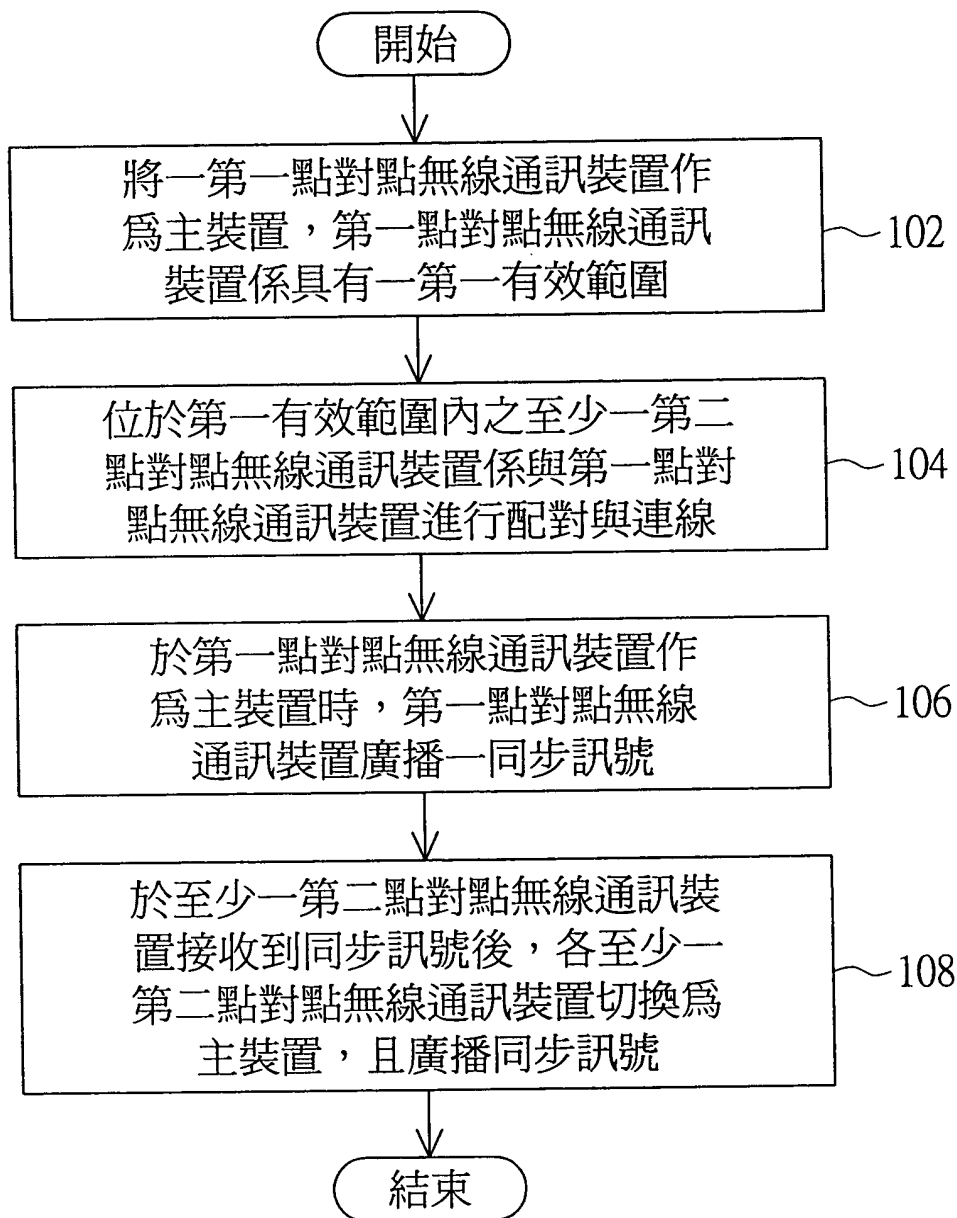 開始
將一第一點對點無線通訊裝置作
爲主裝置，第一點對點無線通訊
裝置係具有一第一有效範圍
102
位於第一有效範圍內之至少一第二
點對點無線通訊裝置係與第一點對
點無線通訊裝置進行配對與連線
104
於第一點對點無線通訊裝置作
爲主裝置時，第一點對點無線
通訊裝置廣播一同步訊號
106
於至少一第二點對點無線通訊裝
置接收到同步訊號後，各至少一
第二點對點無線通訊裝置切換爲
主裝置，且廣播同步訊號
108
結束